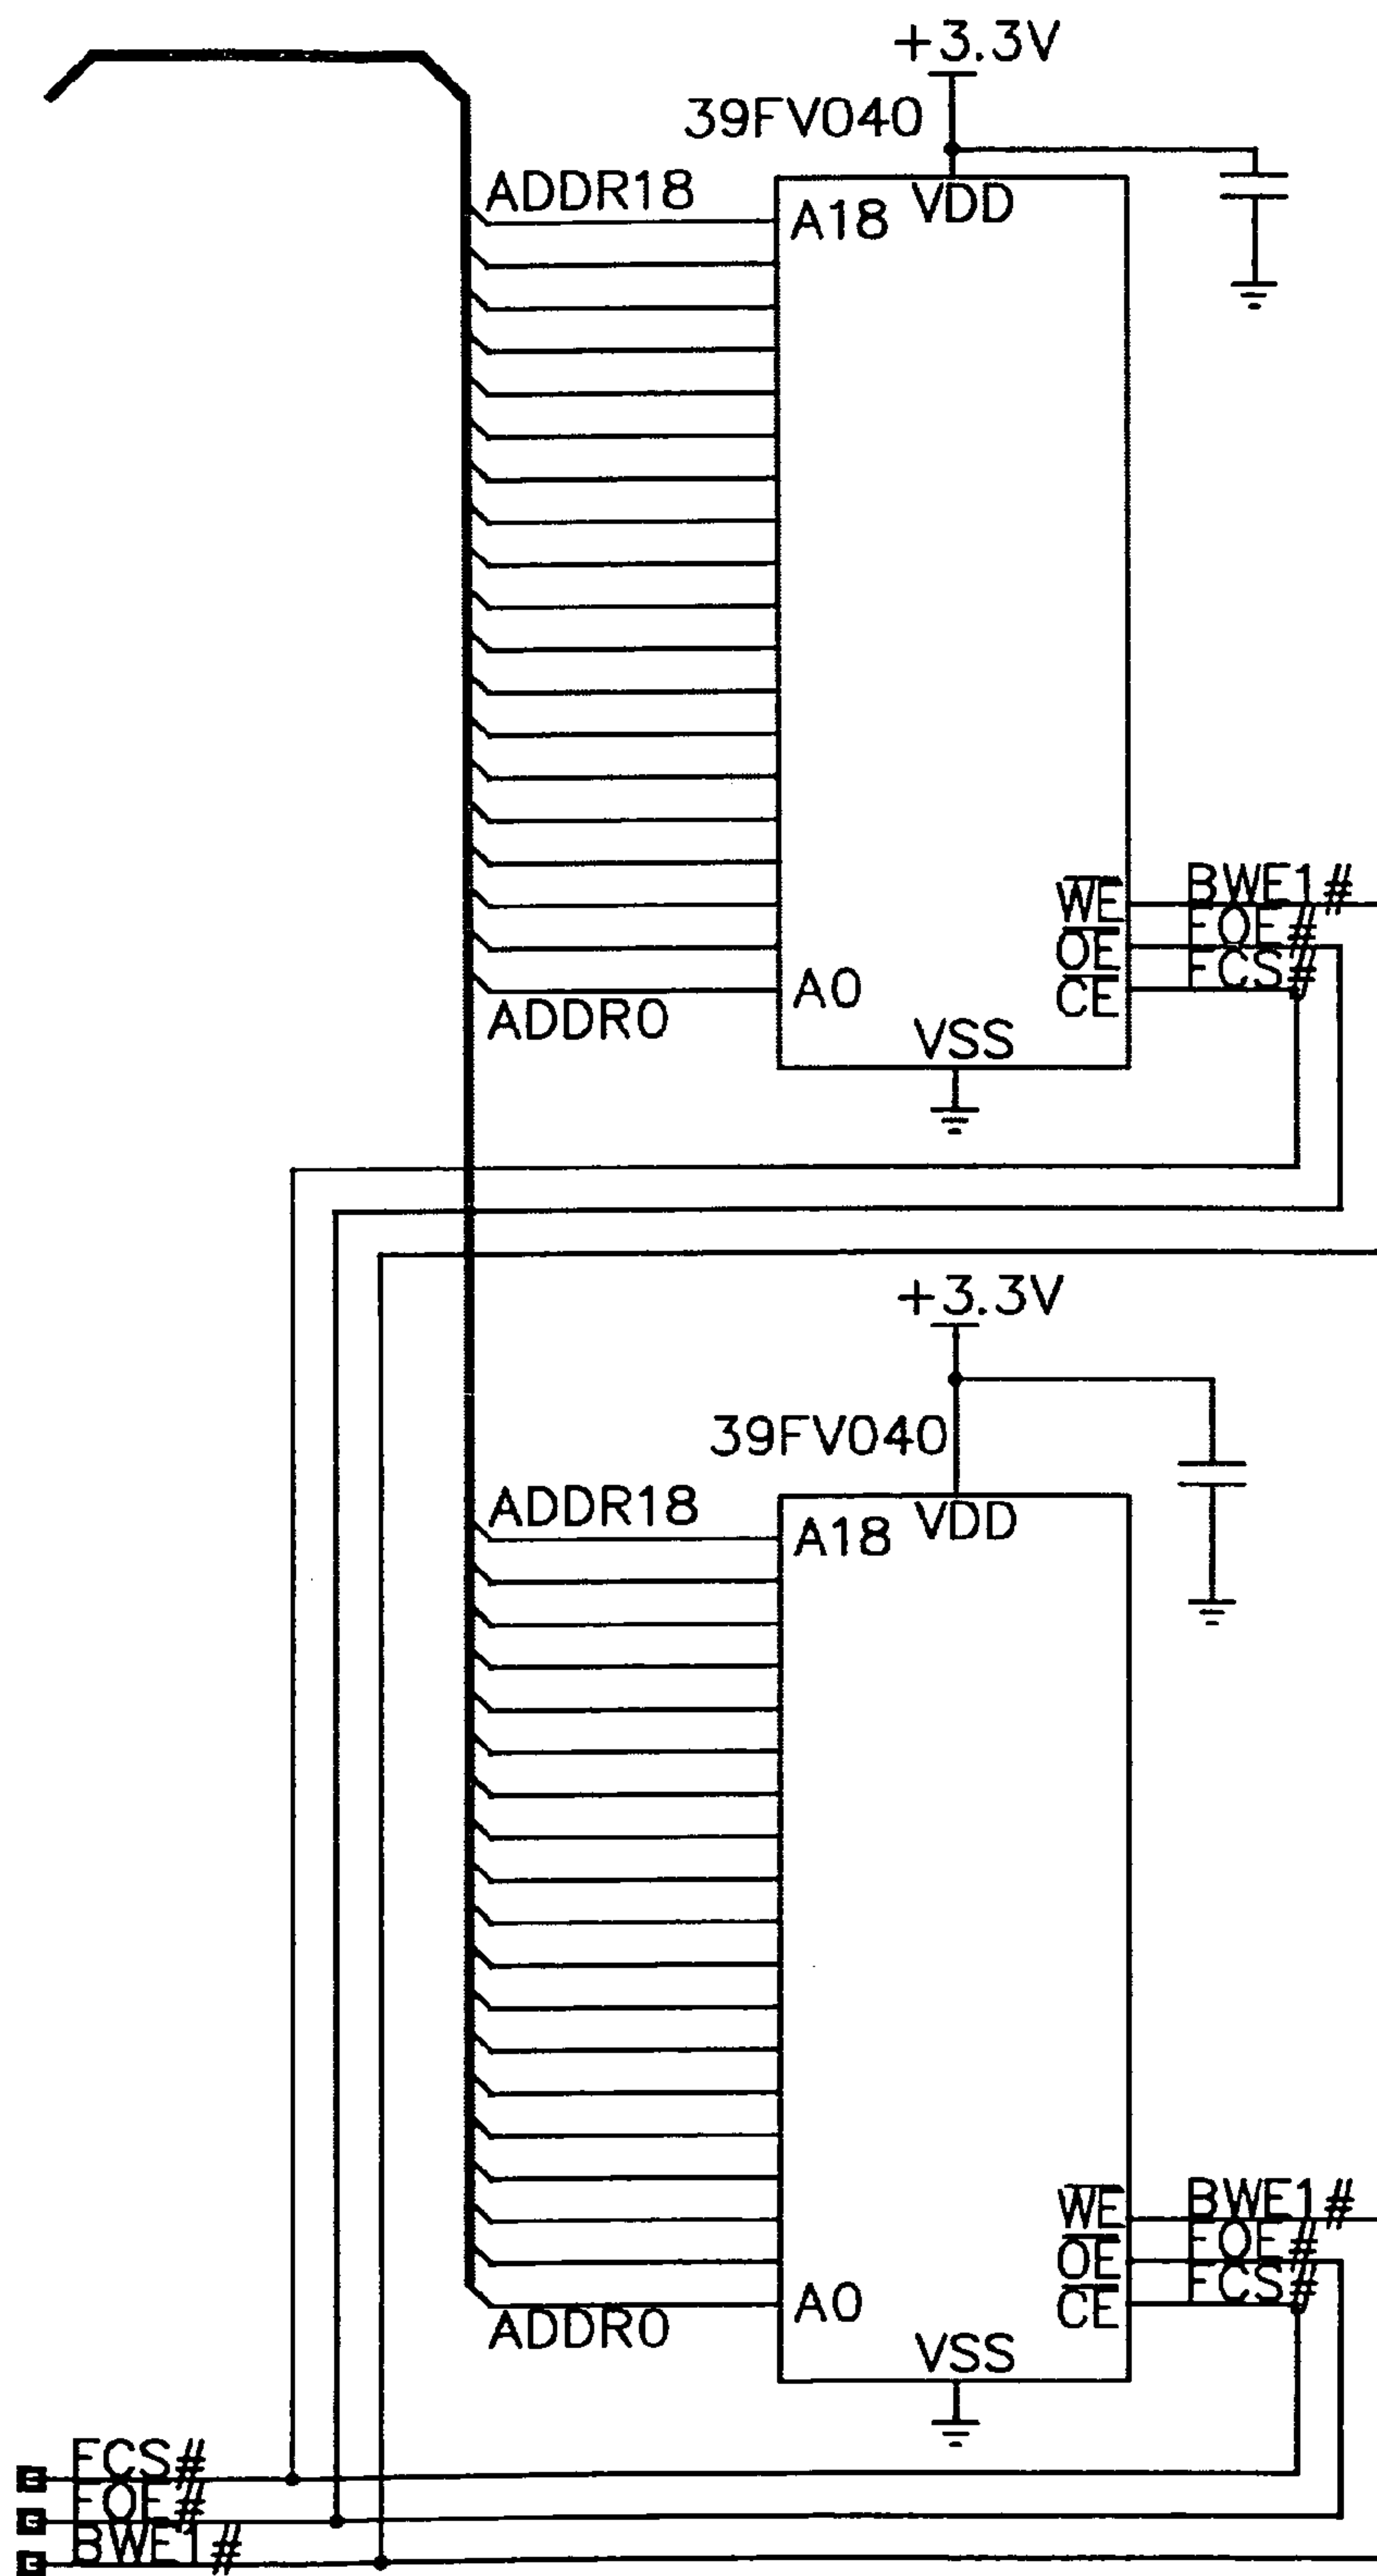 +3.3V
39FV040
ADDR18
A18
VDD
WE
BWE1#
OE
FOE#
CE
FCS#
A0
ADDR0
VSS
+3.3V
39FV040
ADDR18
A18
VDD
WE
BWE1#
OE
FOE#
CE
FCS#
A0
ADDR0
VSS
FCS#
FOE#
BWE1#